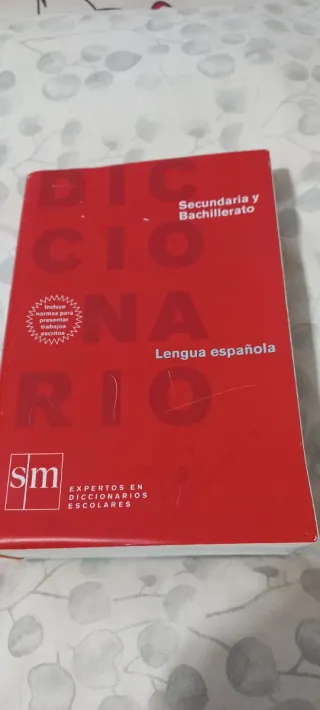 DIC
CIO
NA
RIO
Secundaria y
Bachillerato
Incluye
normas para
presentar
trabajos
escritos
Lengua española
sm
EXPERTOS EN
DICCIONARIOS
ESCOLARES